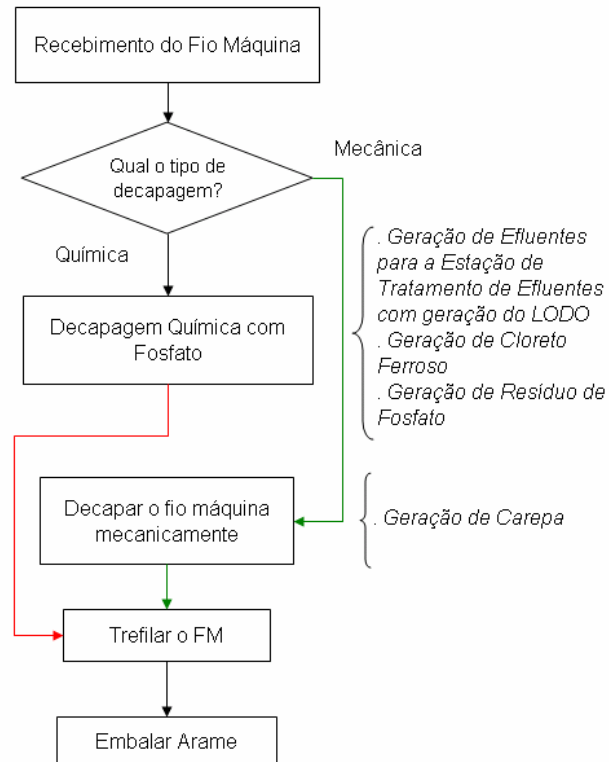 Recebimento do Fio Máquina
Qual o tipo de
decapagem?
Mecânica
Química
. Geração de Efluentes
para a Estação de
Tratamento de Efluentes
com geração do LODO
. Geração de Cloreto
Ferroso
. Geração de Resíduo de
Fosfato
Decapagem Química com
Fosfato
Decapar o fio máquina
mecanicamente
. Geração de Carepa
Trefilar o FM
Embalar Arame